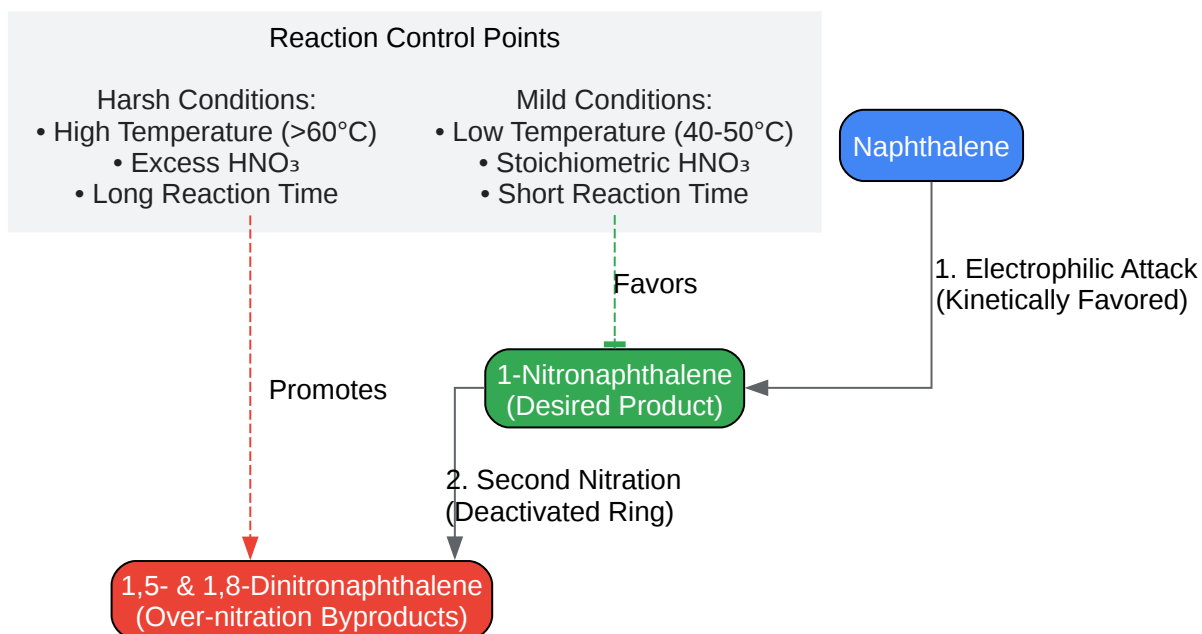 Reaction Control Points
Harsh Conditions:
• High Temperature (>60°C)
• Excess HNO₃
• Long Reaction Time
Mild Conditions:
• Low Temperature (40-50°C)
• Stoichiometric HNO₃
• Short Reaction Time
Naphthalene
1. Electrophilic Attack
(Kinetically Favored)
Favors
1-Nitronaphthalene
(Desired Product)
Promotes
2. Second Nitration
(Deactivated Ring)
1,5- & 1,8-Dinitronaphthalene
(Over-nitration Byproducts)